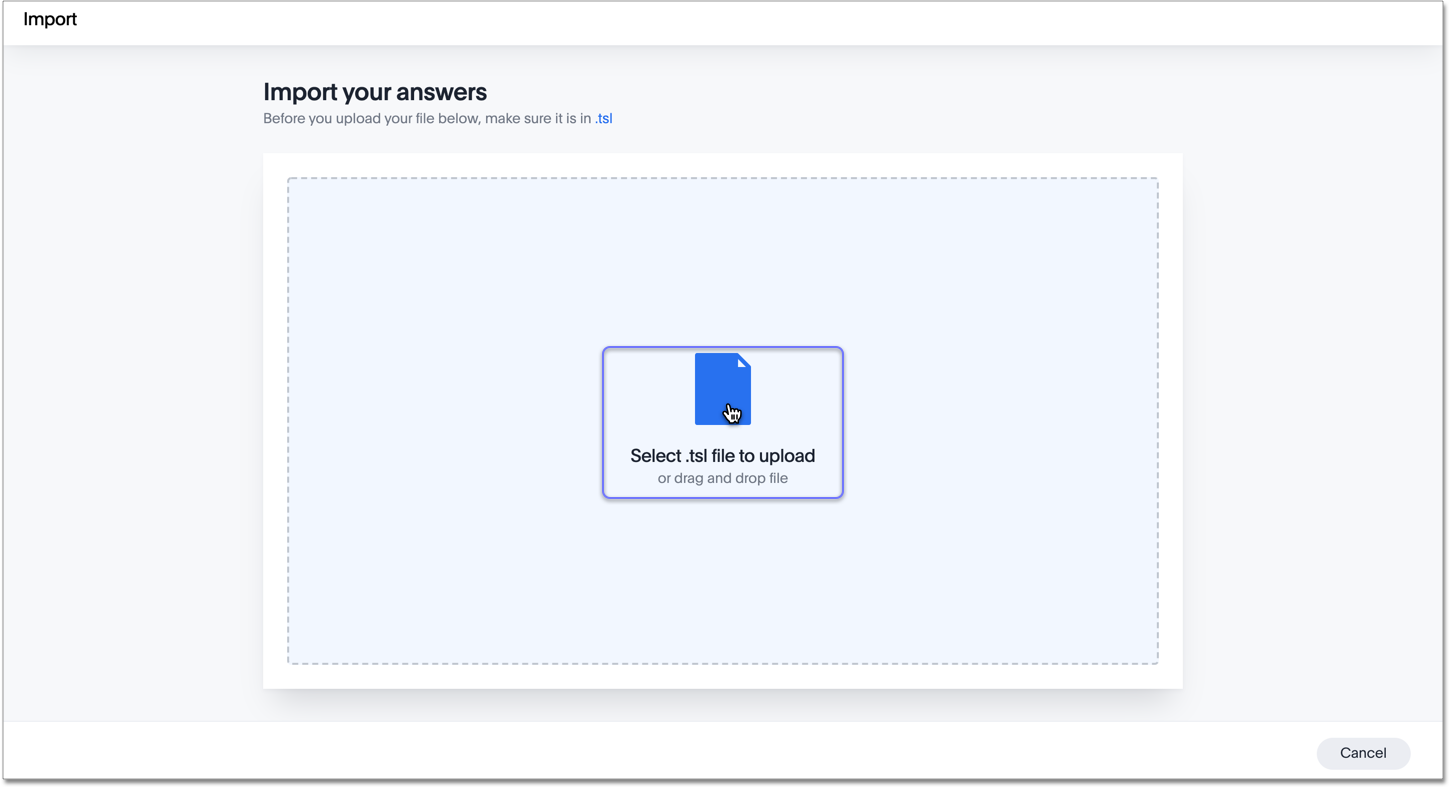 Import
Import your answers
Before you upload your file below, make sure it is in .tsl
Select .tsl file to upload
or drag and drop file
Cancel